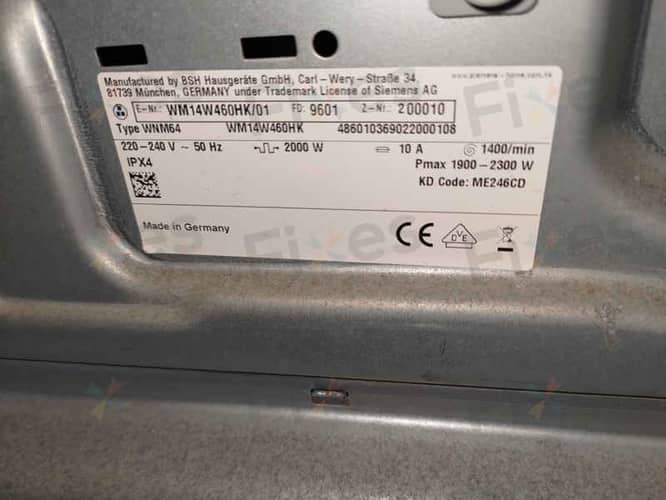 Manufactured by BSH Hausgeräte GmbH, Carl-Wery-Straße 34,
81739 München, GERMANY under Trademark License of Siemens AG
E-Nr.: WM14W460HK/01 FD: 9601 Z-Nr.: 200010
Type WNM64 WM14W460HK 486010369022000108
220-240 V ~ 50 Hz 2000 W 10 A 1400/min
IPX4 Pmax 1900-2300 W
KD Code: ME246CD
Made in Germany CE DVE
Fixes